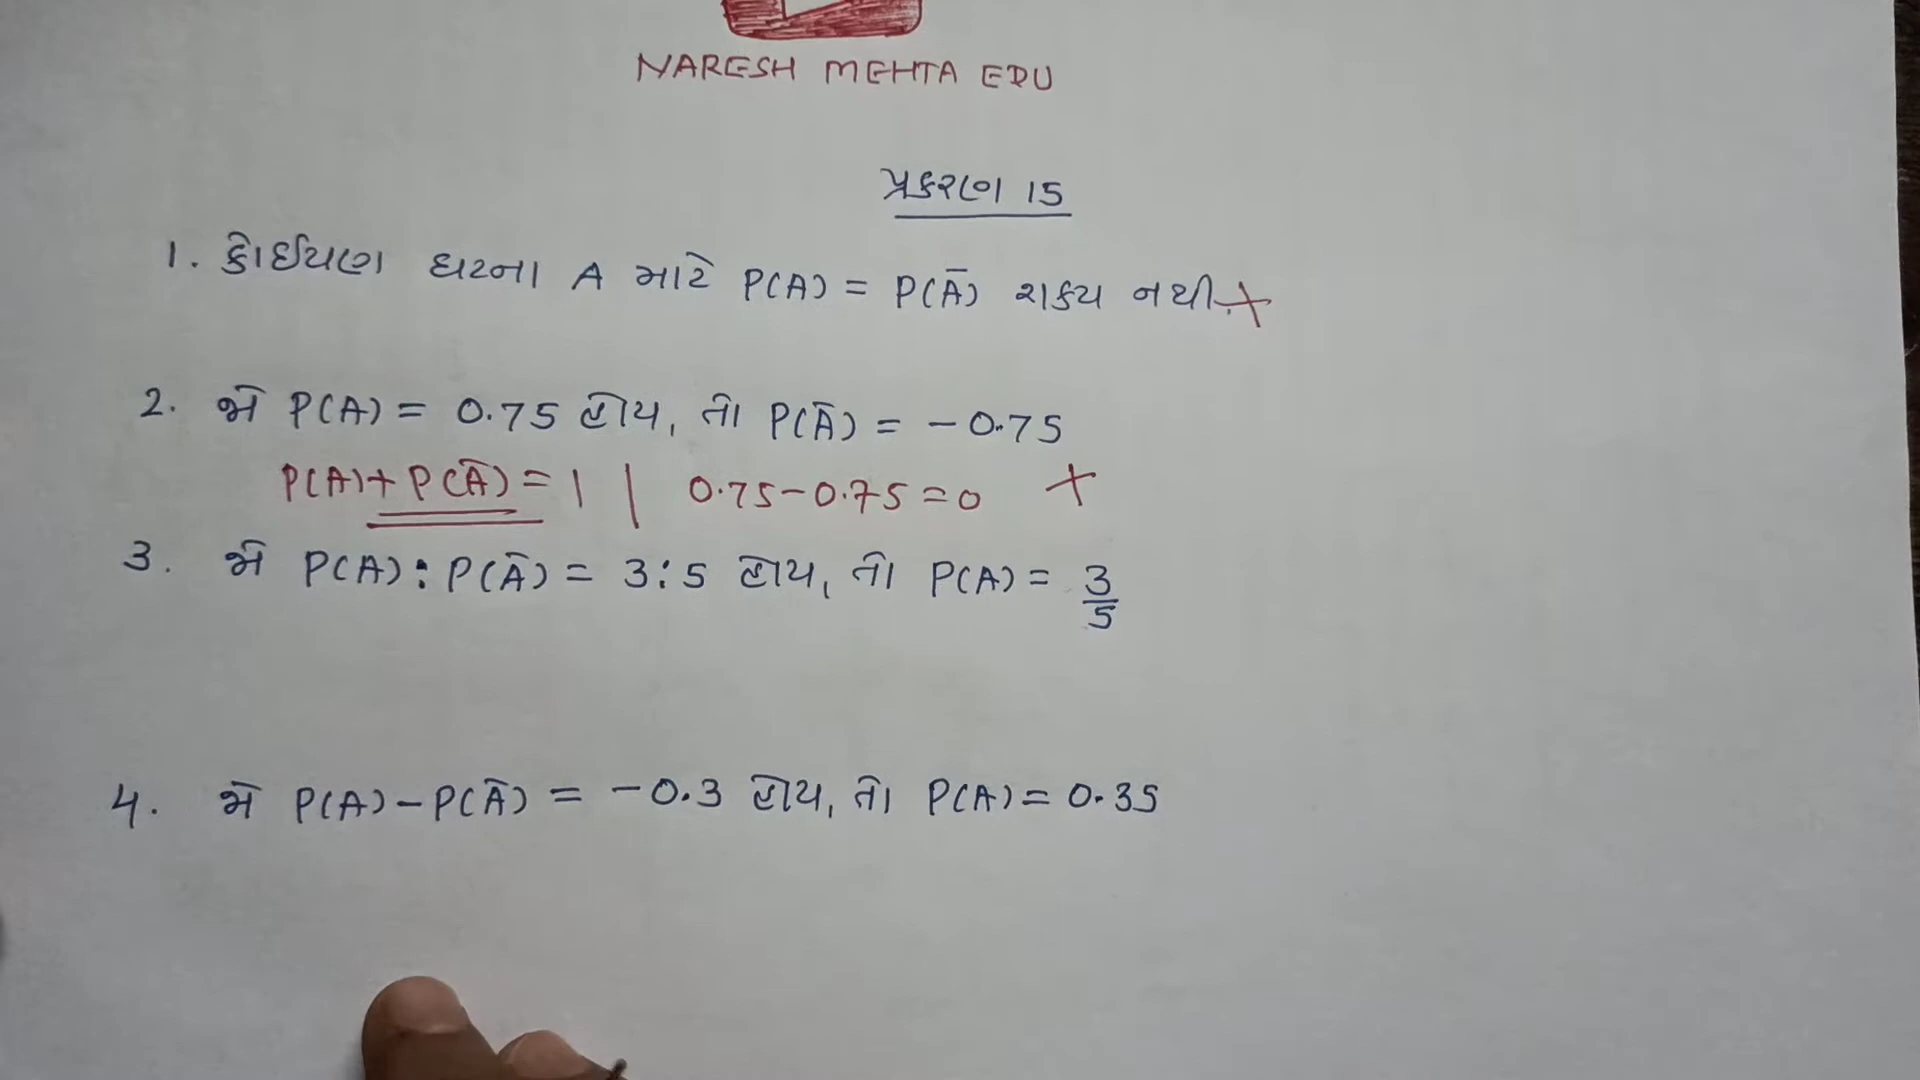 NARESH MEHTA EDU
પ્રકરણ 15
1. કોઈપણ ઘટના A માટે P(A) = P(Ā) શક્ય નથી. ×
2. જો P(A) = 0.75 હોય, તો P(Ā) = -0.75
P(A) + P(Ā) = 1 | 0.75-0.75=0 ×
3. જો P(A) : P(Ā) = 3:5 હોય, તો P(A) = 3/5
4. જો P(A) - P(Ā) = -0.3 હોય, તો P(A) = 0.35